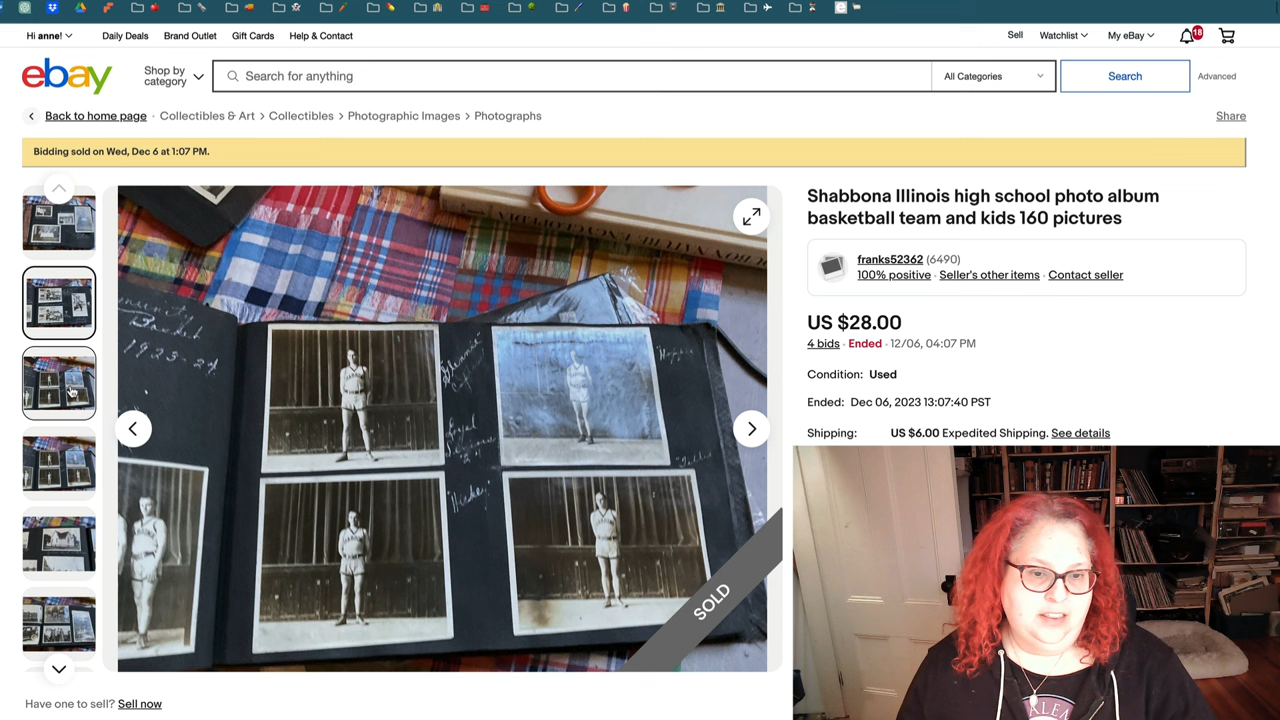 Hi anne!
Daily Deals
Brand Outlet
Gift Cards
Help & Contact
Sell
Watchlist
My eBay
18
ebay
Shop by category
Search for anything
All Categories
Search
Advanced
Back to home page · Collectibles & Art > Collectibles > Photographic Images > Photographs
Share
Bidding sold on Wed, Dec 6 at 1:07 PM.
Shabbona Illinois high school photo album
basketball team and kids 160 pictures
franks52362 (6490)
100% positive · Seller's other items · Contact seller
US $28.00
4 bids · Ended · 12/06, 04:07 PM
Condition: Used
Ended: Dec 06, 2023 13:07:40 PST
Shipping: US $6.00 Expedited Shipping. See details
1923-24
"Huskey"
SOLD
Have one to sell? Sell now